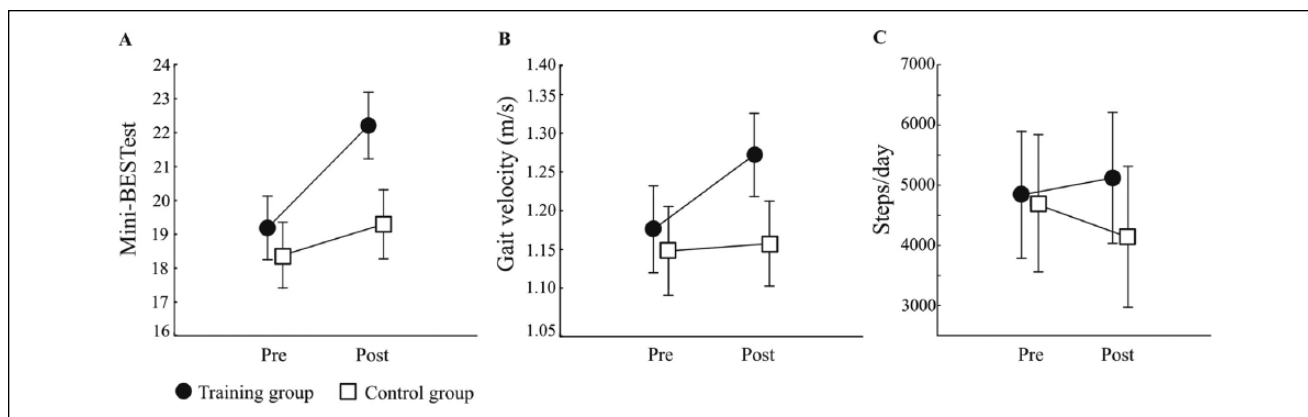 A
Mini-BESTest
24
23
22
21
20
19
18
17
16
Pre
Post
B
Gait velocity (m/s)
1.40
1.35
1.30
1.25
1.20
1.15
1.10
1.05
Pre
Post
C
Steps/day
7000
6000
5000
4000
3000
Pre
Post
Training group
Control group